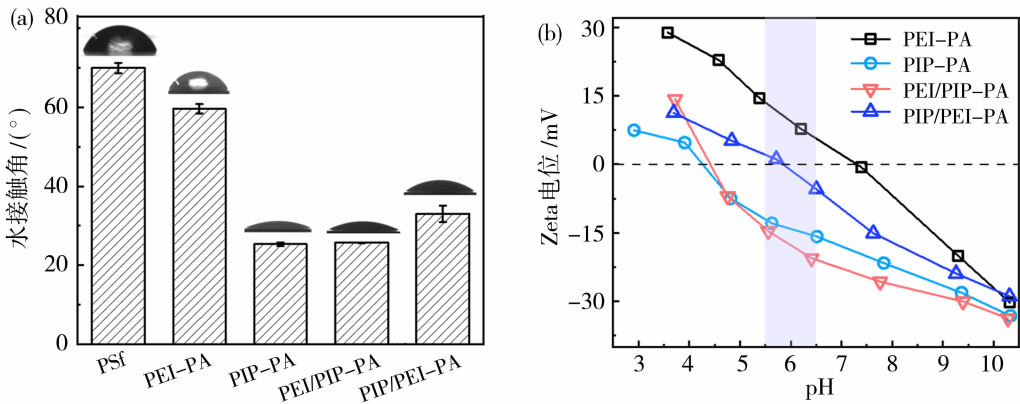 (a)
水接触角/(°)
80
60
40
20
0
PSf
PEI-PA
PIP-PA
PEI/PIP-PA
PIP/PEI-PA
(b)
Zeta电位/mV
30
15
0
-15
-30
PEI-PA
PIP-PA
PEI/PIP-PA
PIP/PEI-PA
3 4 5 6 7 8 9 10
pH